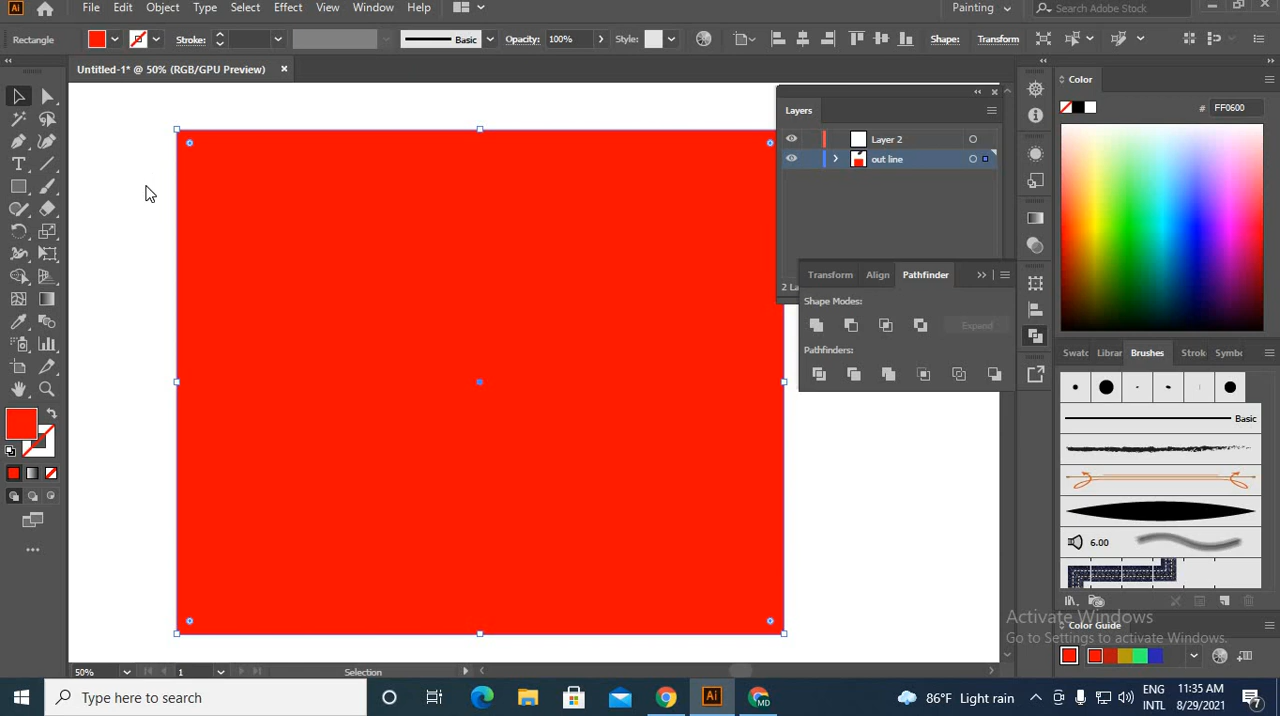 Ai File Edit Object Type Select Effect View Window Help Painting Search Adobe Stock
Rectangle Stroke: Basic Opacity: 100% Style: Shape: Transform
Untitled-1* @ 50% (RGB/GPU Preview)
Color
# FF0600
Layers
Layer 2
out line
2 La
Transform Align Pathfinder
Shape Modes:
Expand
Pathfinders:
Swatc Librar Brushes Strok Symbo
Basic
6.00
Activate Windows
Go to Settings to activate Windows.
Color Guide
50% 1 Selection
Type here to search
Ai
MD
86°F Light rain
ENG
INTL
11:35 AM
8/29/2021
7